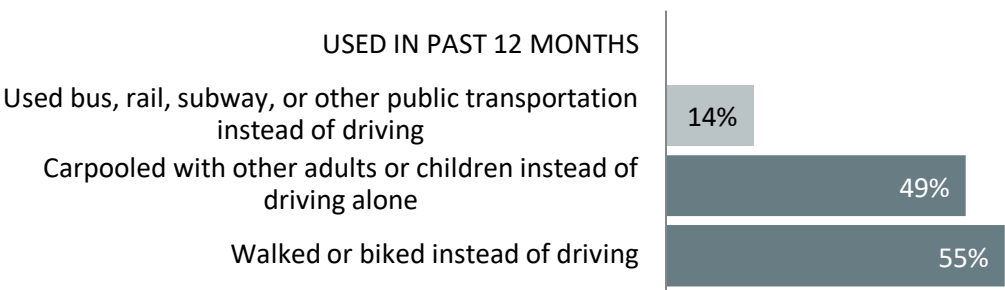 USED IN PAST 12 MONTHS
Used bus, rail, subway, or other public transportation
instead of driving
14%
Carpooled with other adults or children instead of
driving alone
49%
Walked or biked instead of driving
55%